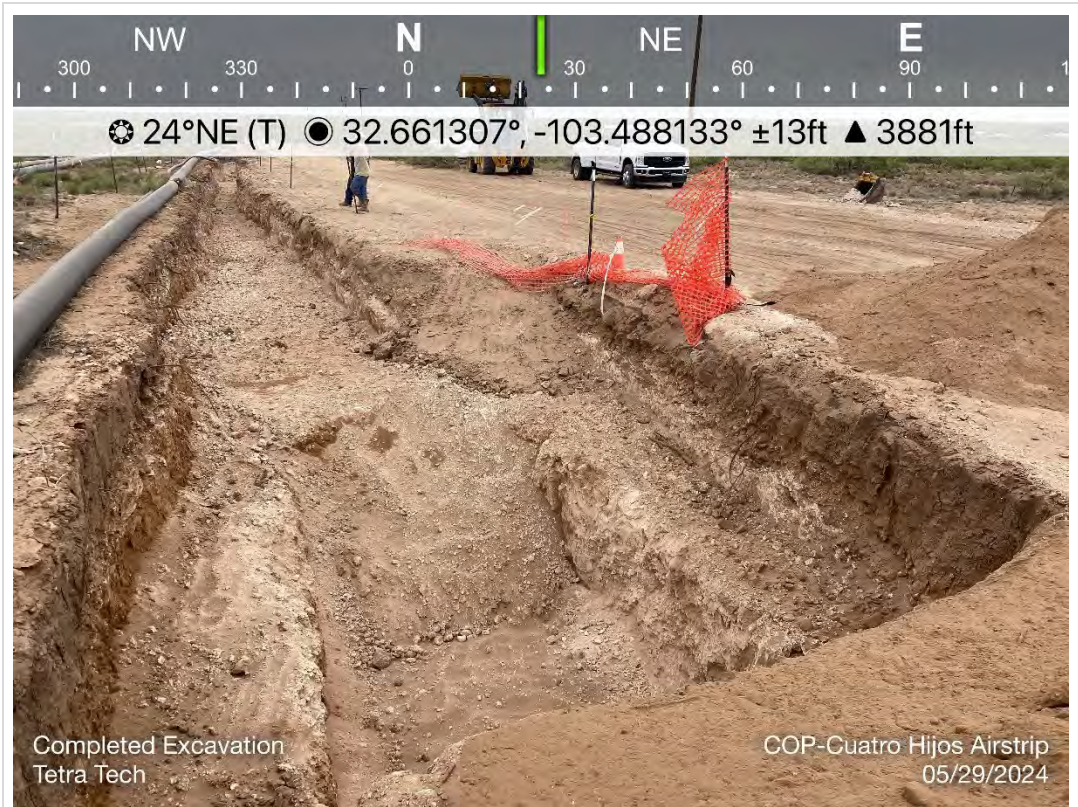 NW N NE E
300 330 0 30 60 90 1
24°NE (T) 32.661307°, -103.488133° ±13ft ▲ 3881ft
Completed Excavation
Tetra Tech
COP-Cuatro Hijos Airstrip
05/29/2024